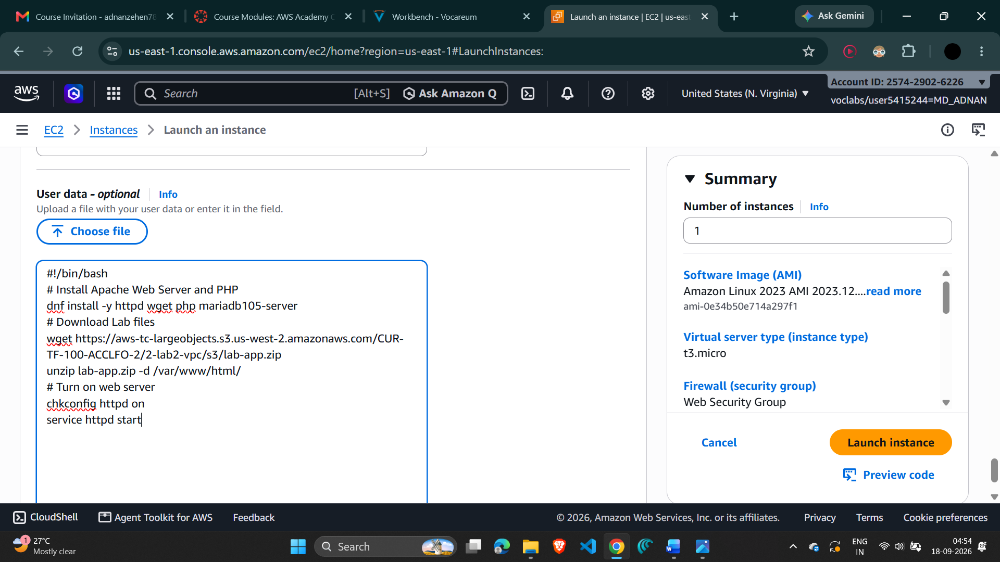 Course Invitation - adnanzehen78
Course Modules: AWS Academy C
Workbench - Vocareum
Launch an instance | EC2 | us-east
Ask Gemini
us-east-1.console.aws.amazon.com/ec2/home?region=us-east-1#LaunchInstances:
aws
Search
[Alt+S]
Ask Amazon Q
United States (N. Virginia)
Account ID: 2574-2902-6226
voclabs/user5415244=MD_ADNAN
EC2
Instances
Launch an instance
User data - optional
Info
Upload a file with your user data or enter it in the field.
Choose file
#!/bin/bash
# Install Apache Web Server and PHP
dnf install -y httpd wget php mariadb105-server
# Download Lab files
wget https://aws-tc-largeobjects.s3.us-west-2.amazonaws.com/CUR-
TF-100-ACCLFO-2/2-lab2-vpc/s3/lab-app.zip
unzip lab-app.zip -d /var/www/html/
# Turn on web server
chkconfig httpd on
service httpd start
Summary
Number of instances
Info
1
Software Image (AMI)
Amazon Linux 2023 AMI 2023.12....read more
ami-0e34b50e714a297f1
Virtual server type (instance type)
t3.micro
Firewall (security group)
Web Security Group
Cancel
Launch instance
Preview code
CloudShell
Agent Toolkit for AWS
Feedback
© 2026, Amazon Web Services, Inc. or its affiliates.
Privacy
Terms
Cookie preferences
1
27°C
Mostly clear
Search
ENG
IN
04:54
18-09-2026